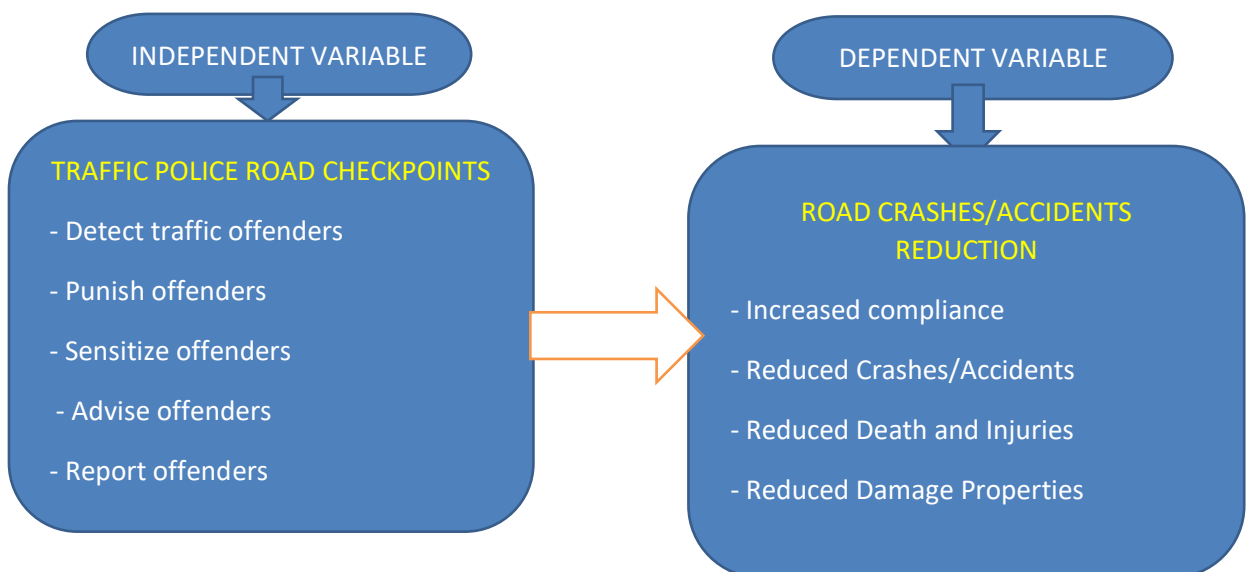 INDEPENDENT VARIABLE
TRAFFIC POLICE ROAD CHECKPOINTS
- Detect traffic offenders
- Punish offenders
- Sensitize offenders
- Advise offenders
- Report offenders
DEPENDENT VARIABLE
ROAD CRASHES/ACCIDENTS
REDUCTION
- Increased compliance
- Reduced Crashes/Accidents
- Reduced Death and Injuries
- Reduced Damage Properties